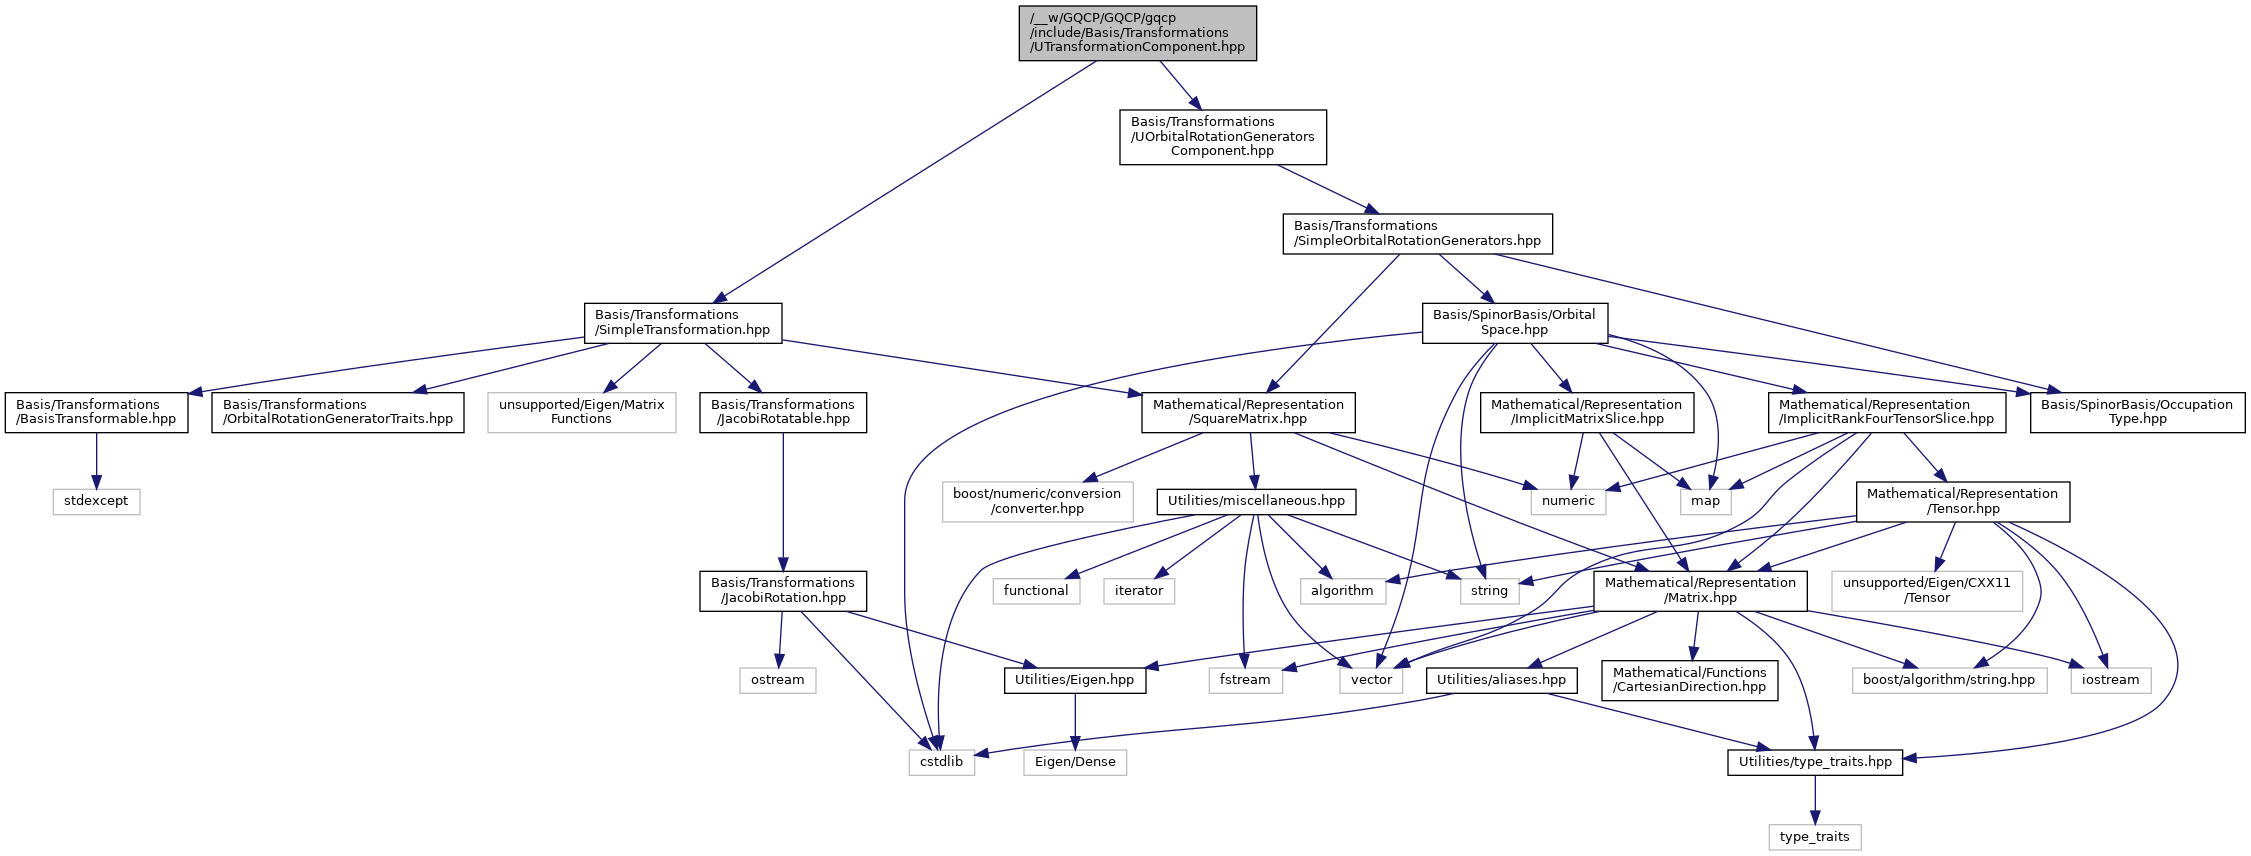 /__w/GQCP/GQCP/gqcp
/include/Basis/Transformations
/UTransformationComponent.hpp
Basis/Transformations
/UOrbitalRotationGenerators
Component.hpp
Basis/Transformations
/SimpleOrbitalRotationGenerators.hpp
Basis/Transformations
/SimpleTransformation.hpp
Basis/SpinorBasis/Orbital
Space.hpp
Basis/Transformations
/BasisTransformable.hpp
Basis/Transformations
/OrbitalRotationGeneratorTraits.hpp
unsupported/Eigen/Matrix
Functions
Basis/Transformations
/JacobiRotatable.hpp
Mathematical/Representation
/SquareMatrix.hpp
Mathematical/Representation
/ImplicitMatrixSlice.hpp
Mathematical/Representation
/ImplicitRankFourTensorSlice.hpp
Basis/SpinorBasis/Occupation
Type.hpp
stdexcept
boost/numeric/conversion
/converter.hpp
Utilities/miscellaneous.hpp
numeric
map
Mathematical/Representation
/Tensor.hpp
Basis/Transformations
/JacobiRotation.hpp
functional
iterator
algorithm
string
Mathematical/Representation
/Matrix.hpp
unsupported/Eigen/CXX11
/Tensor
ostream
Utilities/Eigen.hpp
fstream
vector
Utilities/aliases.hpp
Mathematical/Functions
/CartesianDirection.hpp
boost/algorithm/string.hpp
iostream
cstdlib
Eigen/Dense
Utilities/type_traits.hpp
type_traits